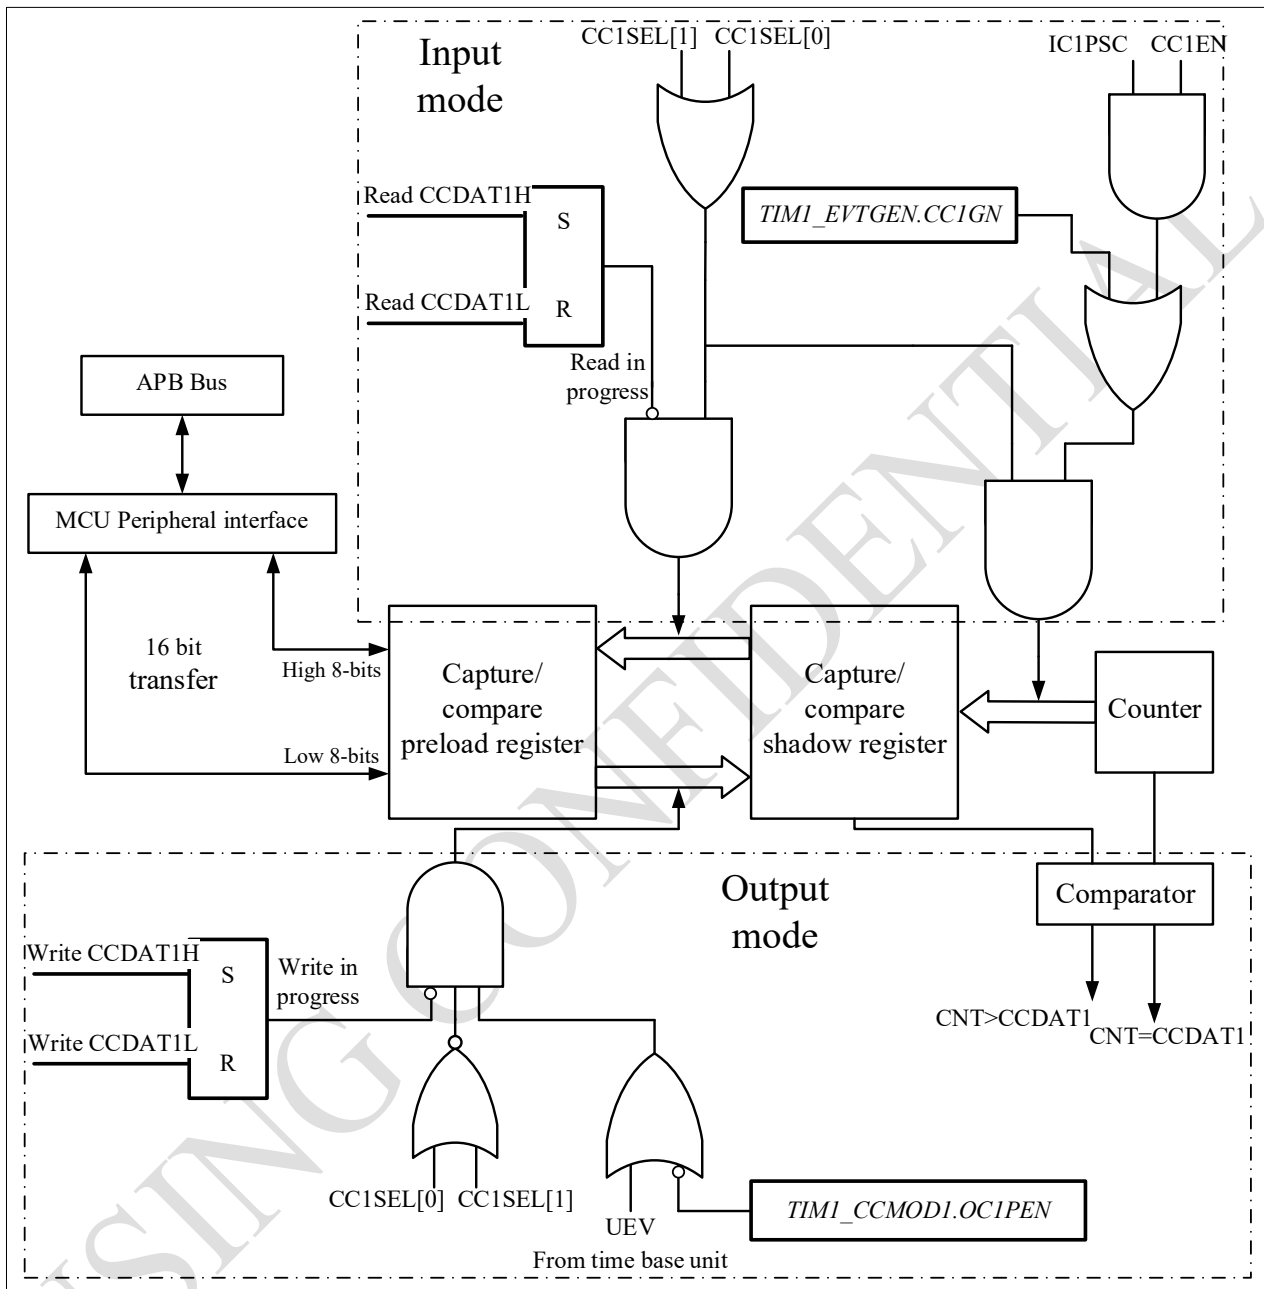 Input
mode
CC1SEL[1] CC1SEL[0]
IC1PSC CC1EN
Read CCDAT1H
S
TIM1_EVTGEN.CC1GN
Read CCDAT1L
R
Read in
progress
APB Bus
MCU Peripheral interface
16 bit
transfer
High 8-bits
Low 8-bits
Capture/
compare
preload register
Capture/
compare
shadow register
Counter
Output
mode
Comparator
Write CCDAT1H
S
Write in
progress
Write CCDAT1L
R
CNT>CCDAT1
CNT=CCDAT1
CC1SEL[0] CC1SEL[1]
UEV
From time base unit
TIM1_CCMOD1.OC1PEN
USING CONFIDENTIAL